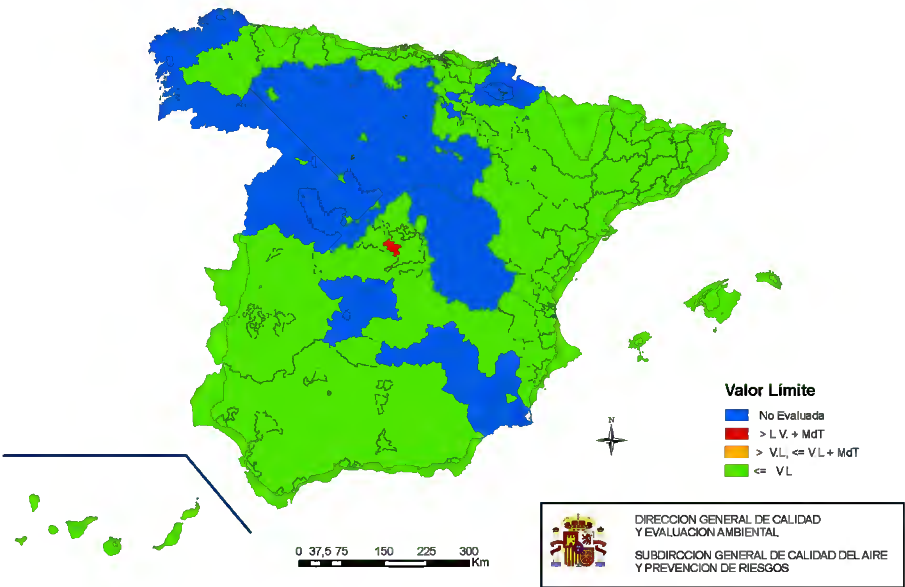 Valor Límite
No Evaluada
> L V. + MdT
> V.L, <= V L + MdT
<= V L
N
0 37,5 75 150 225 300
Km
DIRECCION GENERAL DE CALIDAD
Y EVALUACION AMBIENTAL
SUBDIRCCION GENERAL DE CALIDAD DEL AIRE
Y PREVENCION DE RIESGOS